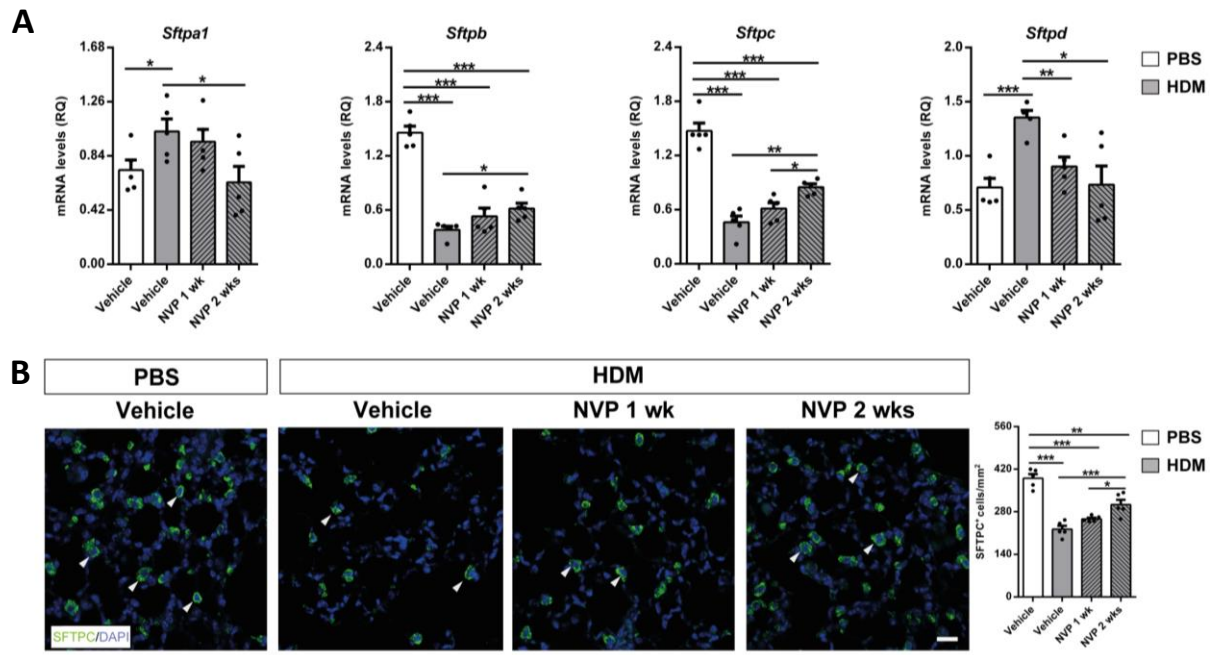 A
Sftpa1
mRNA levels (RQ)
1.68
1.26
0.84
0.42
0.00
*
*
Vehicle
Vehicle
NVP 1 wk
NVP 2 wks
Sftpb
mRNA levels (RQ)
2.4
1.8
1.2
0.6
0.0
***
***
***
*
Vehicle
Vehicle
NVP 1 wk
NVP 2 wks
Sftpc
mRNA levels (RQ)
2.4
1.8
1.2
0.6
0.0
***
***
***
**
*
Vehicle
Vehicle
NVP 1 wk
NVP 2 wks
Sftpd
mRNA levels (RQ)
2.0
1.5
1.0
0.5
0.0
*
**
***
Vehicle
Vehicle
NVP 1 wk
NVP 2 wks
PBS
HDM
B
PBS
HDM
Vehicle
Vehicle
NVP 1 wk
NVP 2 wks
SFTPC/DAPI
SFTPC⁺ cells/mm²
560
420
280
140
0
**
***
***
***
*
Vehicle
Vehicle
NVP 1 wk
NVP 2 wks
PBS
HDM